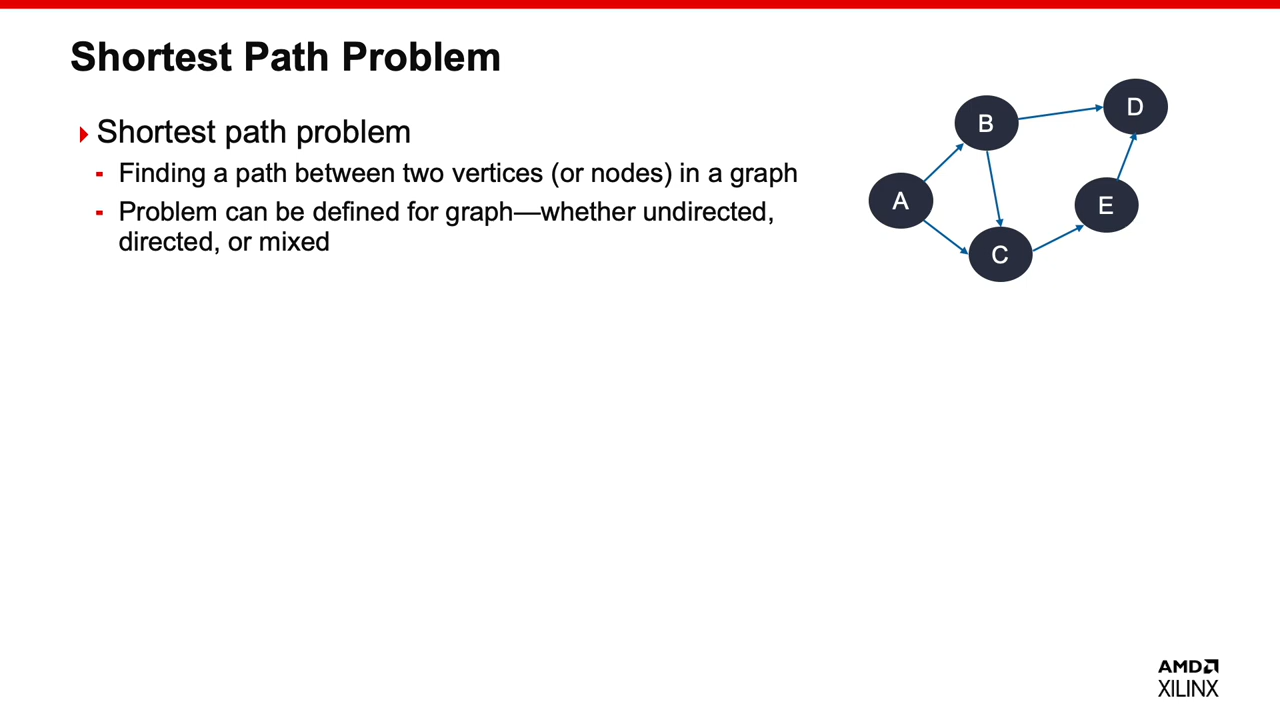 Shortest Path Problem
Shortest path problem
- Finding a path between two vertices (or nodes) in a graph
- Problem can be defined for graph—whether undirected,
directed, or mixed
D
B
A
E
C
AMD
XILINX